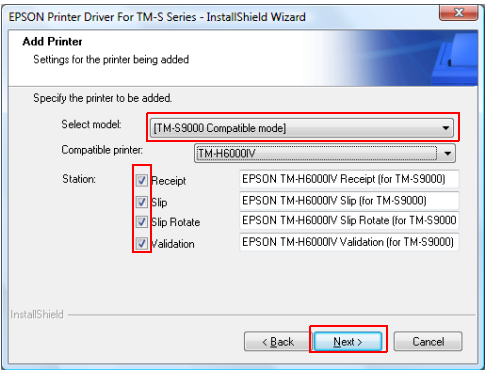 EPSON Printer Driver For TM-S Series - InstallShield Wizard
Add Printer
Settings for the printer being added
Specify the printer to be added.
Select model: [TM-S9000 Compatible mode]
Compatible printer: TM-H6000IV
Station: Receipt EPSON TM-H6000IV Receipt (for TM-S9000)
Slip EPSON TM-H6000IV Slip (for TM-S9000)
Slip Rotate EPSON TM-H6000IV Slip Rotate (for TM-S9000
Validation EPSON TM-H6000IV Validation (for TM-S9000)
InstallShield
< Back Next > Cancel